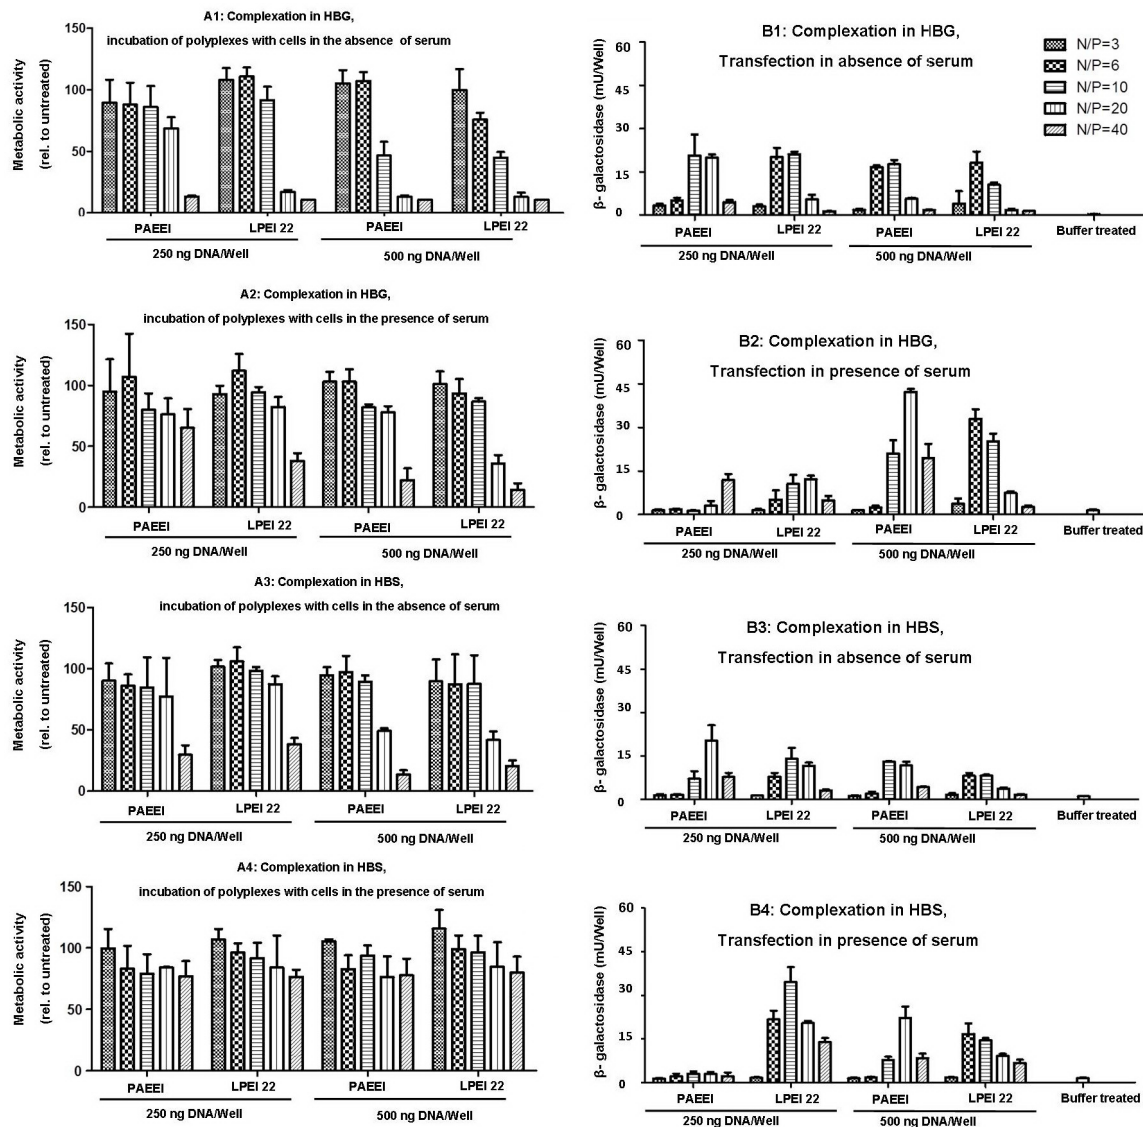 A1: Complexation in HBG,
incubation of polyplexes with cells in the absence of serum
Metabolic activity
(rel. to untreated)
150
100
50
0
PAEEI
LPEI 22
PAEEI
LPEI 22
250 ng DNA/Well
500 ng DNA/Well
B1: Complexation in HBG,
Transfection in absence of serum
β- galactosidase (mU/Well)
60
45
30
15
0
N/P=3
N/P=6
N/P=10
N/P=20
N/P=40
PAEEI
LPEI 22
PAEEI
LPEI 22
Buffer treated
250 ng DNA/Well
500 ng DNA/Well
A2: Complexation in HBG,
incubation of polyplexes with cells in the presence of serum
Metabolic activity
(rel. to untreated)
150
100
50
0
PAEEI
LPEI 22
PAEEI
LPEI 22
250 ng DNA/Well
500 ng DNA/Well
B2: Complexation in HBG,
Transfection in presence of serum
β- galactosidase (mU/Well)
60
45
30
15
0
PAEEI
LPEI 22
PAEEI
LPEI 22
Buffer treated
250 ng DNA/Well
500 ng DNA/Well
A3: Complexation in HBS,
incubation of polyplexes with cells in the absence of serum
Metabolic activity
(rel. to untreated)
150
100
50
0
PAEEI
LPEI 22
PAEEI
LPEI 22
250 ng DNA/Well
500 ng DNA/Well
B3: Complexation in HBS,
Transfection in absence of serum
β- galactosidase (mU/Well)
60
45
30
15
0
PAEEI
LPEI 22
PAEEI
LPEI 22
Buffer treated
250 ng DNA/Well
500 ng DNA/Well
A4: Complexation in HBS,
incubation of polyplexes with cells in the presence of serum
Metabolic activity
(rel. to untreated)
150
100
50
0
PAEEI
LPEI 22
PAEEI
LPEI 22
250 ng DNA/Well
500 ng DNA/Well
B4: Complexation in HBS,
Transfection in presence of serum
β- galactosidase (mU/Well)
60
45
30
15
0
PAEEI
LPEI 22
PAEEI
LPEI 22
Buffer treated
250 ng DNA/Well
500 ng DNA/Well